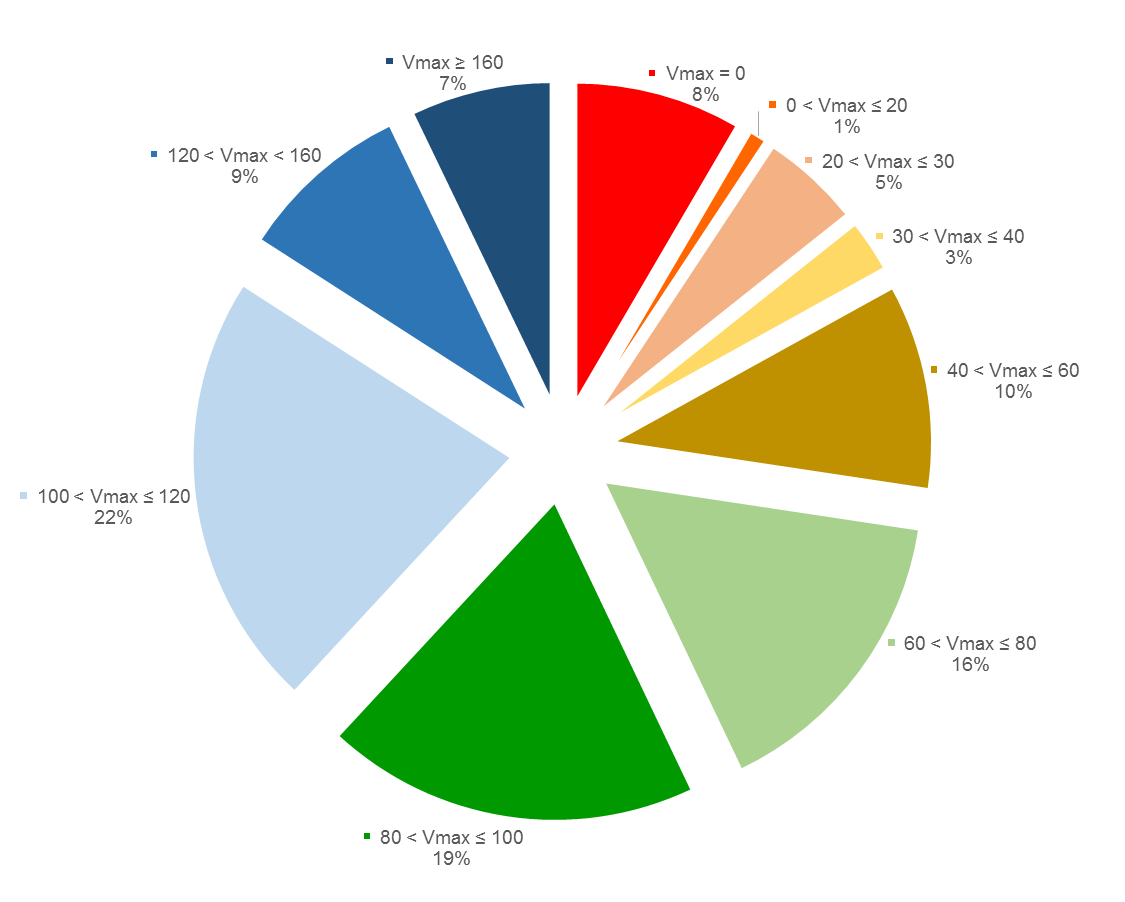 Vmax = 0
8%
0 < Vmax ≤ 20
1%
20 < Vmax ≤ 30
5%
30 < Vmax ≤ 40
3%
40 < Vmax ≤ 60
10%
60 < Vmax ≤ 80
16%
80 < Vmax ≤ 100
19%
100 < Vmax ≤ 120
22%
120 < Vmax < 160
9%
Vmax ≥ 160
7%